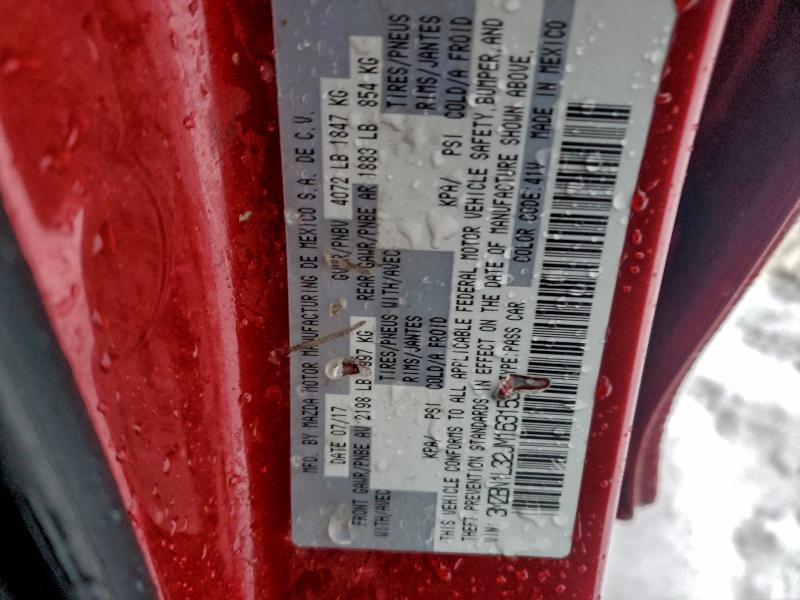 MFD. BY MAZDA MOTOR MANUFACTURING DE MEXICO S.A. DE C.V.
DATE 07/17 GVWR/PNBV 4072 LB 1847 KG
FRONT GAWR/PNBE AV 2198 LB 997 KG REAR GAWR/PNBE AR 1883 LB 854 KG
WITH/AVEC TIRES/PNEUS WITH/AVEC TIRES/PNEUS
RIMS/JANTES RIMS/JANTES
KPA/ PSI COLD/A FROID KPA/ PSI COLD/A FROID
THIS VEHICLE CONFORMS TO ALL APPLICABLE FEDERAL MOTOR VEHICLE SAFETY, BUMPER, AND
THEFT PREVENTION STANDARDS IN EFFECT ON THE DATE OF MANUFACTURE SHOWN ABOVE.
VIN: TYPE: PASS CAR COLOR CODE: 41V MADE IN MEXICO